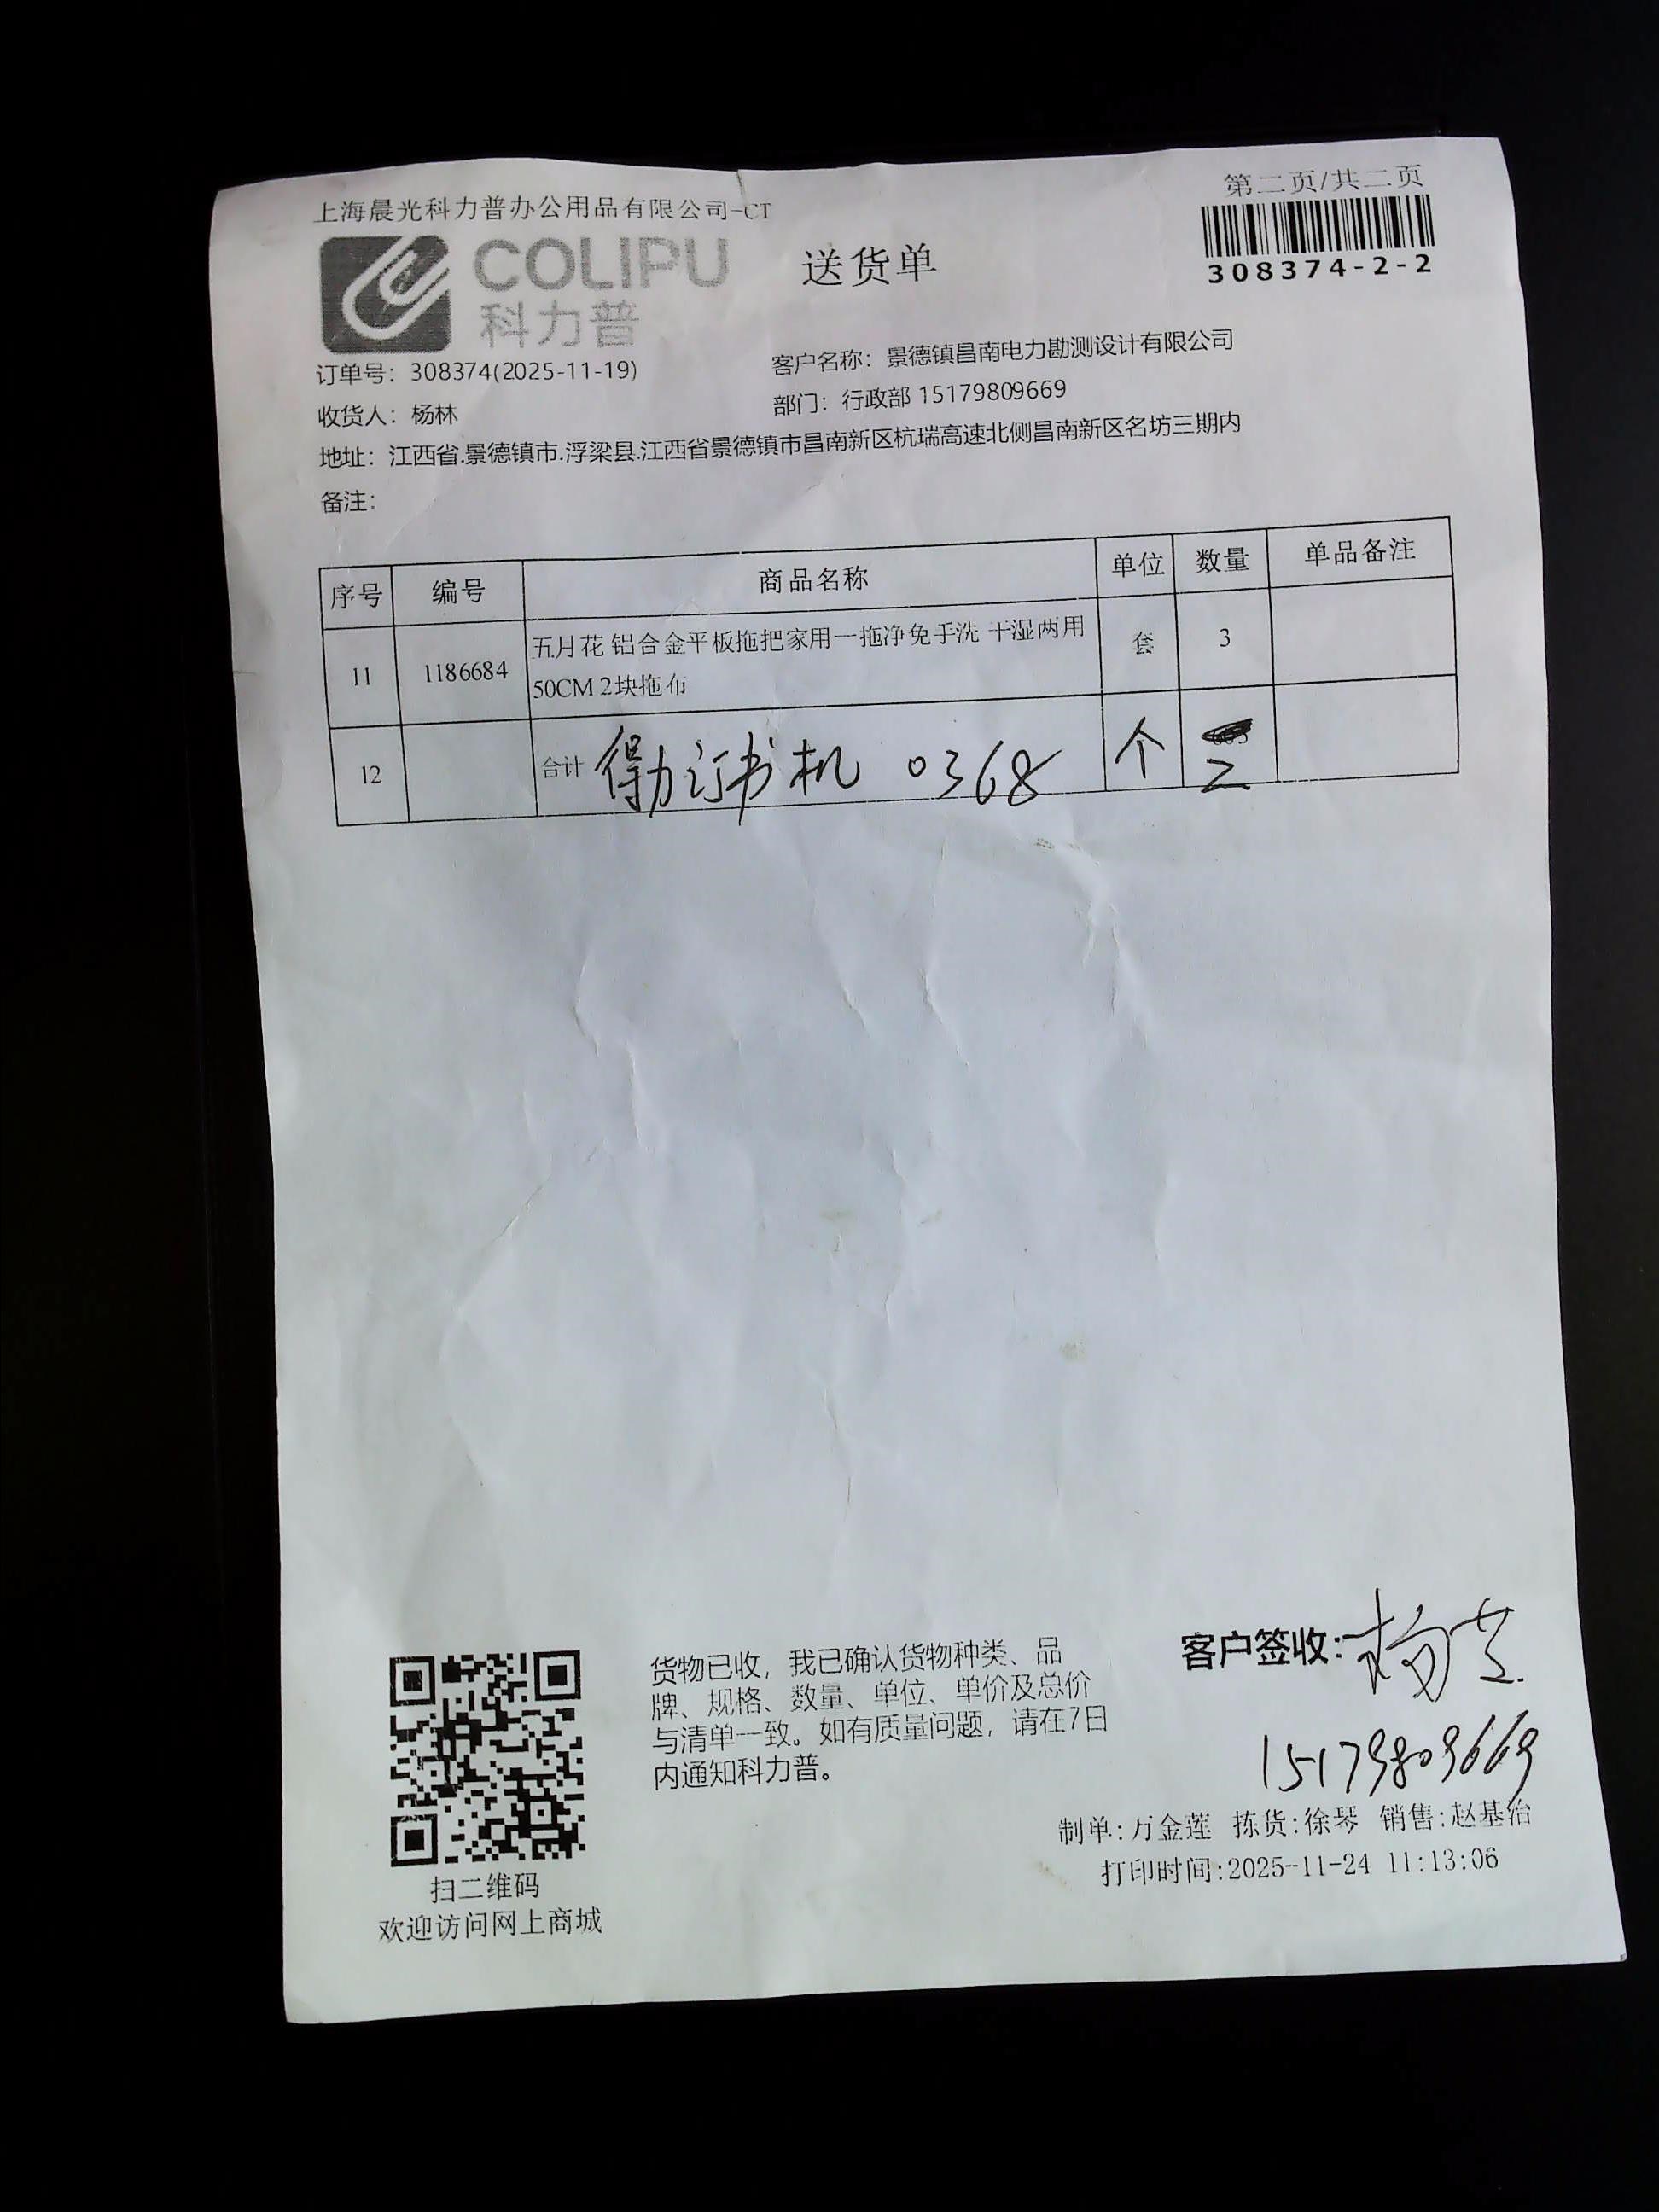 第二页/共二页
上海晨光科力普办公用品有限公司-CT
COLIPU
科力普
送货单
308374-2-2
订单号：308374(2025-11-19)
客户名称：景德镇昌南电力勘测设计有限公司
收货人：杨林
部门：行政部 15179809669
地址：江西省.景德镇市.浮梁县.江西省景德镇市昌南新区杭瑞高速北侧昌南新区名坊三期内
备注：
序号 编号 商品名称 单位 数量 单品备注
11 1186684 五月花 铝合金平板拖把家用一拖净免手洗 干湿两用 套 3
50CM 2块拖布
12 合计 得力订书机 0368 个 2
货物已收，我已确认货物种类、品
牌、规格、数量、单位、单价及总价
与清单一致。如有质量问题，请在7日
内通知科力普。
客户签收：杨
15179809669
制单:万金莲 拣货:徐琴 销售:赵基治
打印时间:2025-11-24 11:13:06
扫二维码
欢迎访问网上商城